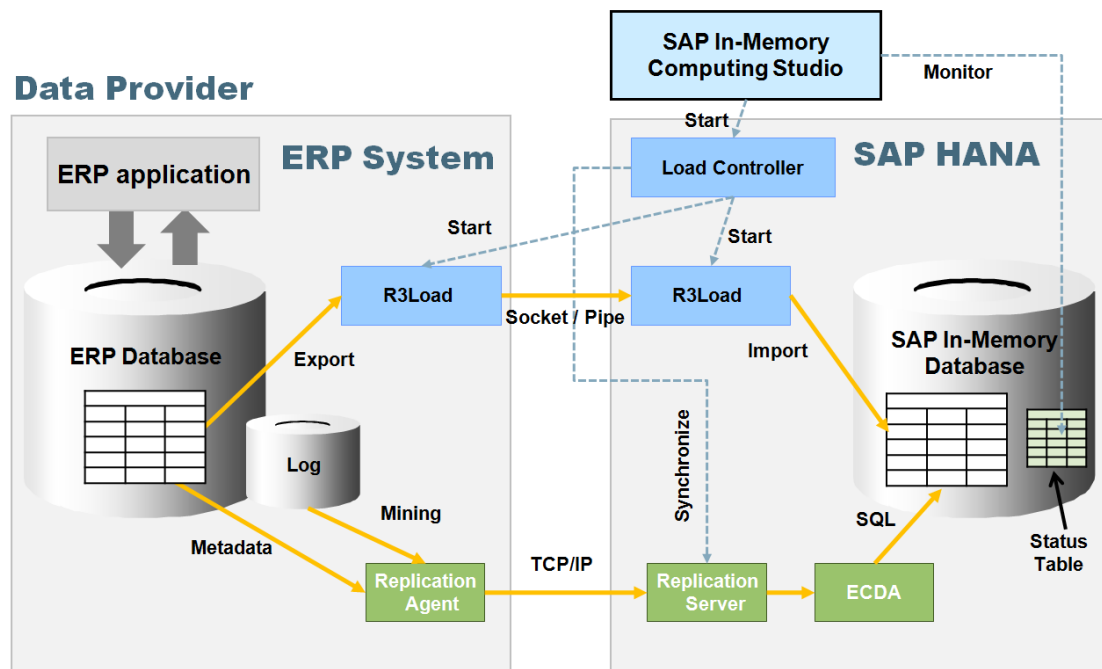 SAP In-Memory
Computing Studio
Monitor
Data Provider
Start
ERP System
SAP HANA
ERP application
Load Controller
Start
Start
R3Load
R3Load
Socket / Pipe
ERP Database
Export
Import
SAP In-Memory
Database
Log
Synchronize
Mining
Metadata
SQL
Status
Table
TCP/IP
Replication
Agent
Replication
Server
ECDA